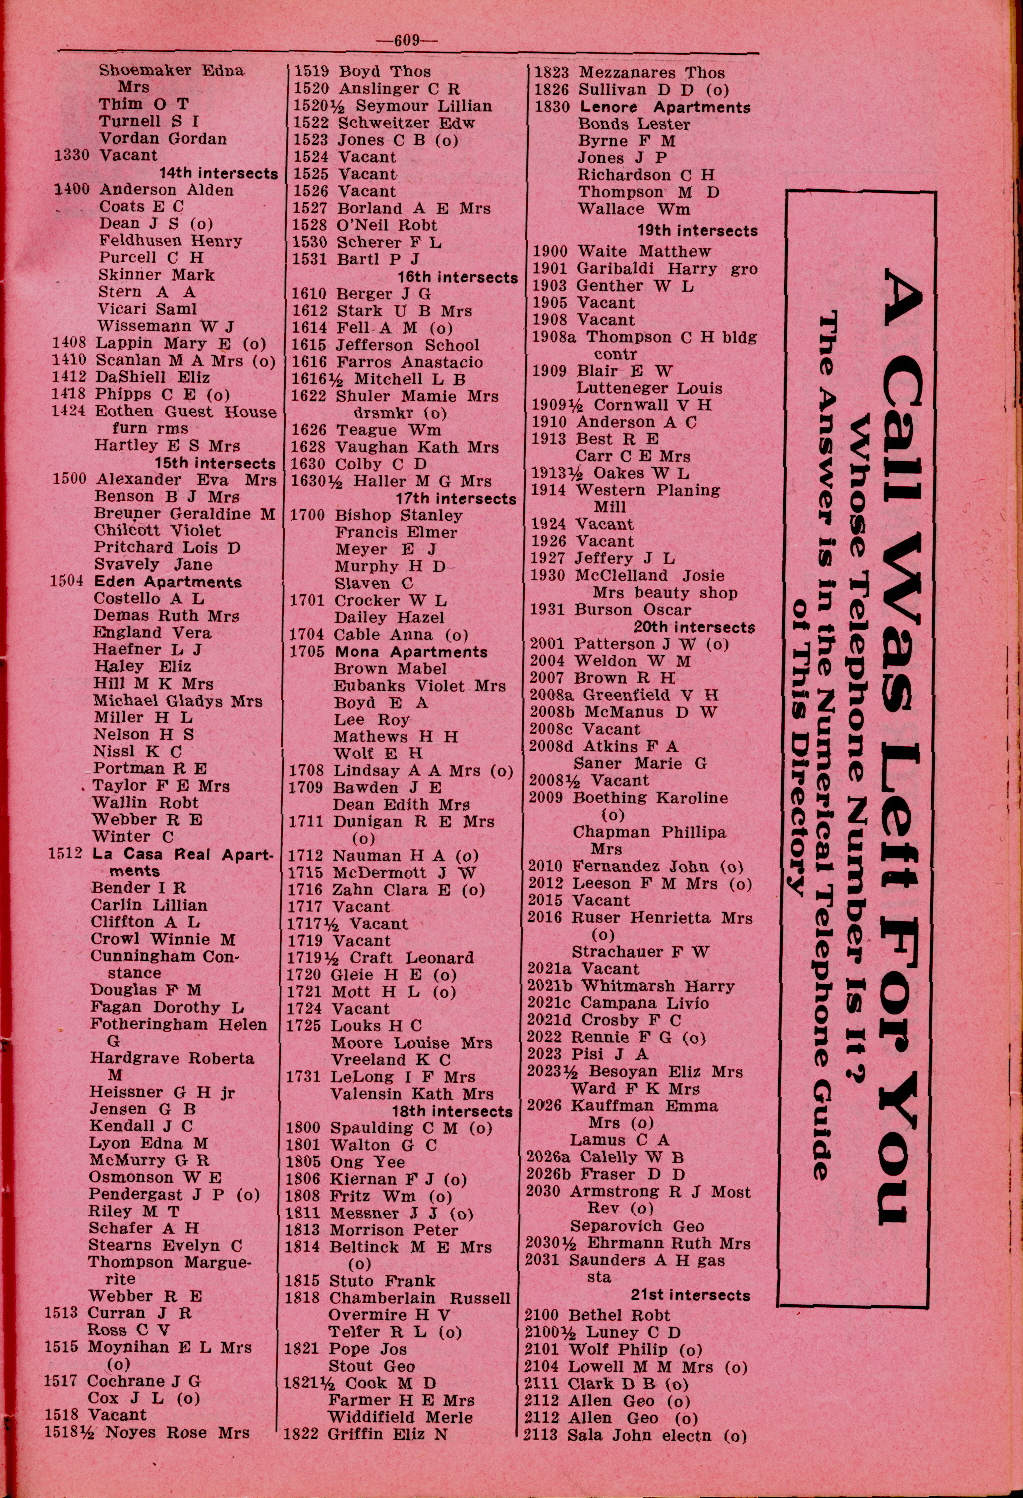 —609—
Shoemaker Edna
Mrs
Thim O T
Turnell S I
Vordan Gordan
1330 Vacant
14th intersects
1400 Anderson Alden
Coats E C
Dean J S (o)
Feldhusen Henry
Purcell C H
Skinner Mark
Stern A A
Vicari Saml
Wissemann W J
1408 Lappin Mary E (o)
1410 Scanlan M A Mrs (o)
1412 DaShiell Eliz
1418 Phipps C E (o)
1424 Eothen Guest House
furn rms
Hartley E S Mrs
15th intersects
1500 Alexander Eva Mrs
Benson B J Mrs
Breuner Geraldine M
Chilcott Violet
Pritchard Lois D
Svavely Jane
1504 Eden Apartments
Costello A L
Demas Ruth Mrs
England Vera
Haefner L J
Haley Eliz
Hill M K Mrs
Michael Gladys Mrs
Miller H L
Nelson H S
Nissl K C
Portman R E
Taylor F E Mrs
Wallin Robt
Webber R E
Winter C
1512 La Casa Real Apart-
ments
Bender I R
Carlin Lillian
Cliffton A L
Crowl Winnie M
Cunningham Con-
stance
Douglas F M
Fagan Dorothy L
Fotheringham Helen
G
Hardgrave Roberta
M
Heissner G H jr
Jensen G B
Kendall J C
Lyon Edna M
McMurry G R
Osmonson W E
Pendergast J P (o)
Riley M T
Schafer A H
Stearns Evelyn C
Thompson Margue-
rite
Webber R E
1513 Curran J R
Ross C V
1515 Moynihan E L Mrs
(o)
1517 Cochrane J G
Cox J L (o)
1518 Vacant
1518½ Noyes Rose Mrs
1519 Boyd Thos
1520 Anslinger C R
1520½ Seymour Lillian
1522 Schweitzer Edw
1523 Jones C B (o)
1524 Vacant
1525 Vacant
1526 Vacant
1527 Borland A E Mrs
1528 O'Neil Robt
1530 Scherer F L
1531 Bartl P J
16th intersects
1610 Berger J G
1612 Stark U B Mrs
1614 Fell A M (o)
1615 Jefferson School
1616 Farros Anastacio
1616½ Mitchell L B
1622 Shuler Mamie Mrs
drsmkr (o)
1626 Teague Wm
1628 Vaughan Kath Mrs
1630 Colby C D
1630½ Haller M G Mrs
17th intersects
1700 Bishop Stanley
Francis Elmer
Meyer E J
Murphy H D
Slaven C
1701 Crocker W L
Dailey Hazel
1704 Cable Anna (o)
1705 Mona Apartments
Brown Mabel
Eubanks Violet Mrs
Boyd E A
Lee Roy
Mathews H H
Wolf E H
1708 Lindsay A A Mrs (o)
1709 Bawden J E
Dean Edith Mrs
1711 Dunigan R E Mrs
(o)
1712 Nauman H A (o)
1715 McDermott J W
1716 Zahn Clara E (o)
1717 Vacant
1717½ Vacant
1719 Vacant
1719½ Craft Leonard
1720 Gleie H E (o)
1721 Mott H L (o)
1724 Vacant
1725 Louks H C
Moore Louise Mrs
Vreeland K C
1731 LeLong I F Mrs
Valensin Kath Mrs
18th intersects
1800 Spaulding C M (o)
1801 Walton G C
1805 Ong Yee
1806 Kiernan F J (o)
1808 Fritz Wm (o)
1811 Messner J J (o)
1813 Morrison Peter
1814 Beltinck M E Mrs
(o)
1815 Stuto Frank
1818 Chamberlain Russell
Overmire H V
Telfer R L (o)
1821 Pope Jos
Stout Geo
1821½ Cook M D
Farmer H E Mrs
Widdifield Merle
1822 Griffin Eliz N
1823 Mezzanares Thos
1826 Sullivan D D (o)
1830 Lenore Apartments
Bonds Lester
Byrne F M
Jones J P
Richardson C H
Thompson M D
Wallace Wm
19th intersects
1900 Waite Matthew
1901 Garibaldi Harry gro
1903 Genther W L
1905 Vacant
1908 Vacant
1908a Thompson C H bldg
contr
1909 Blair E W
Lutteneger Louis
1909½ Cornwall V H
1910 Anderson A C
1913 Best R E
Carr C E Mrs
1913½ Oakes W L
1914 Western Planing
Mill
1924 Vacant
1926 Vacant
1927 Jeffery J L
1930 McClelland Josie
Mrs beauty shop
1931 Burson Oscar
20th intersects
2001 Patterson J W (o)
2004 Weldon W M
2007 Brown R H
2008a Greenfield V H
2008b McManus D W
2008c Vacant
2008d Atkins F A
Saner Marie G
2008½ Vacant
2009 Boething Karoline
(o)
Chapman Phillipa
Mrs
2010 Fernandez John (o)
2012 Leeson F M Mrs (o)
2015 Vacant
2016 Ruser Henrietta Mrs
(o)
Strachauer F W
2021a Vacant
2021b Whitmarsh Harry
2021c Campana Livio
2021d Crosby F C
2022 Rennie F G (o)
2023 Pisi J A
2023½ Besoyan Eliz Mrs
Ward F K Mrs
2026 Kauffman Emma
Mrs (o)
Lamus C A
2026a Calelly W B
2026b Fraser D D
2030 Armstrong R J Most
Rev (o)
Separovich Geo
2030½ Ehrmann Ruth Mrs
2031 Saunders A H gas
sta
21st intersects
2100 Bethel Robt
2100½ Luney C D
2101 Wolf Philip (o)
2104 Lowell M M Mrs (o)
2111 Clark D B (o)
2112 Allen Geo (o)
2112 Allen Geo (o)
2113 Sala John electn (o)
A Call Was Left For You
Whose Telephone Number Is It?
The Answer is in the Numerical Telephone Guide
of This Directory